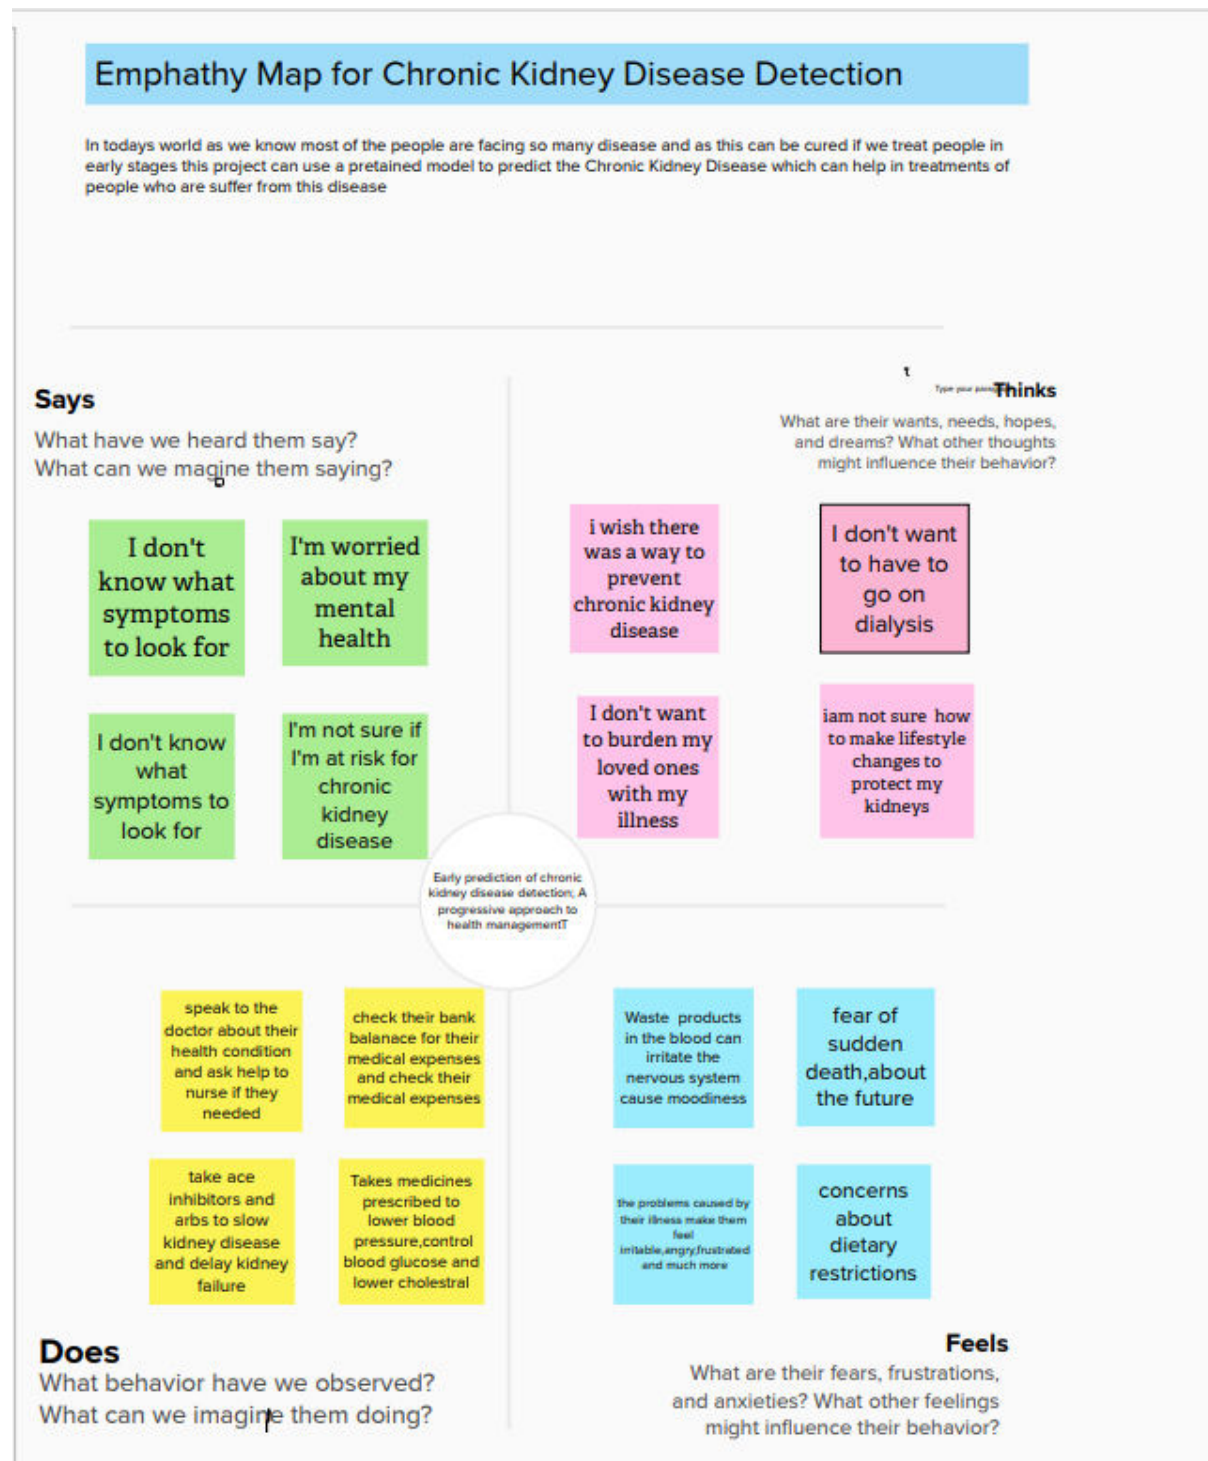 Emphathy Map for Chronic Kidney Disease Detection
In todays world as we know most of the people are facing so many disease and as this can be cured if we treat people in
early stages this project can use a pretained model to predict the Chronic Kidney Disease which can help in treatments of
people who are suffer from this disease
Says
What have we heard them say?
What can we magine them saying?
t
Type your
Thinks
What are their wants, needs, hopes,
and dreams? What other thoughts
might influence their behavior?
I don't
know what
symptoms
to look for
I'm worried
about my
mental
health
i wish there
was a way to
prevent
chronic kidney
disease
I don't want
to have to
go on
dialysis
I don't know
what
symptoms to
look for
I'm not sure if
I'm at risk for
chronic
kidney
disease
I don't want
to burden my
loved ones
with my
illness
iam not sure how
to make lifestyle
changes to
protect my
kidneys
Early prediction of chronic
kidney disease detection; A
progressive approach to
health managementT
speak to the
doctor about their
health condition
and ask help to
nurse if they
needed
check their bank
balanace for their
medical expenses
and check their
medical expenses
Waste products
in the blood can
irritate the
nervous system
cause moodiness
fear of
sudden
death,about
the future
take ace
inhibitors and
arbs to slow
kidney disease
and delay kidney
failure
Takes medicines
prescribed to
lower blood
pressure,control
blood glucose and
lower cholestral
the problems caused by
their illness make them
feel
irritable,angry,frustrated
and much more
concerns
about
dietary
restrictions
Does
What behavior have we observed?
What can we imagine them doing?
Feels
What are their fears, frustrations,
and anxieties? What other feelings
might influence their behavior?